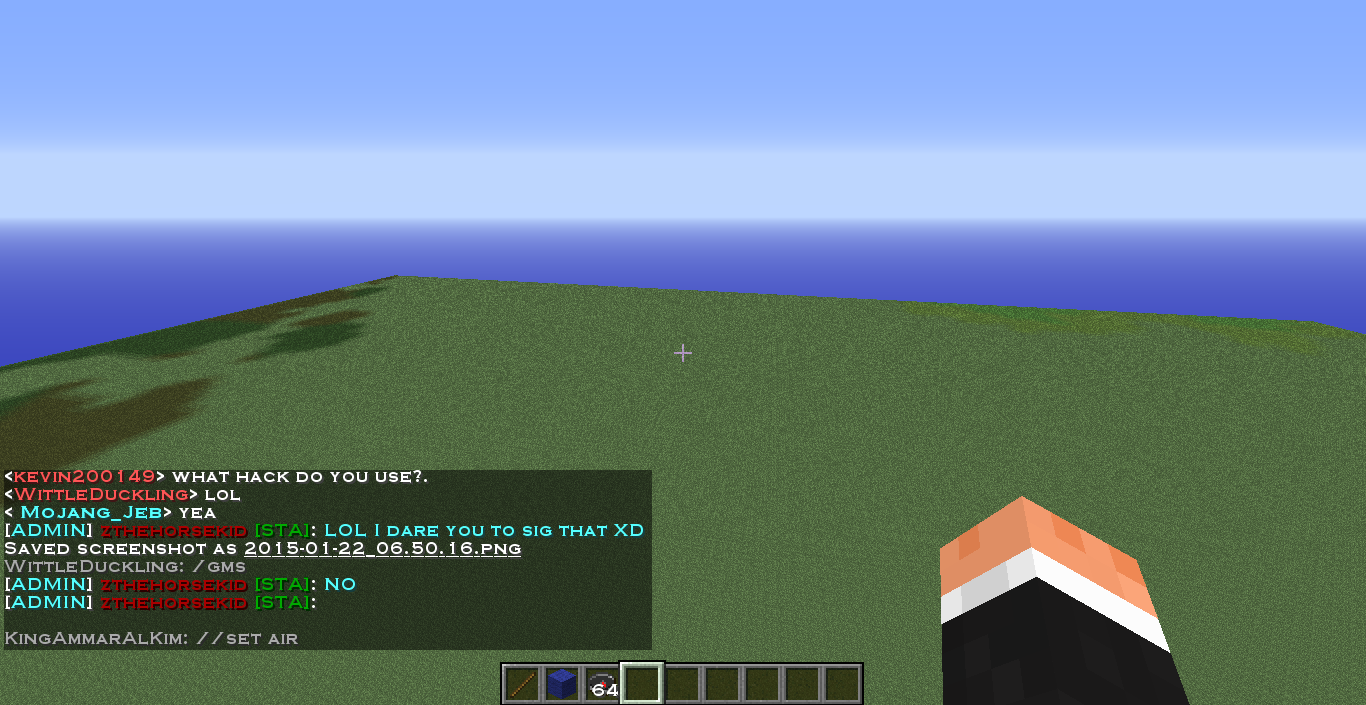 <KEVIN200149> WHAT HACK DO YOU USE?.
<WittleDuckling> LOL
< Mojang_Jeb> YEA
[ADMIN] ZTHEHORSEKID [STA]: LOL I DARE YOU TO SIG THAT XD
Saved screenshot as 2015-01-22_06.50.16.png
WittleDuckling: /gms
[ADMIN] ZTHEHORSEKID [STA]: NO
[ADMIN] ZTHEHORSEKID [STA]:
KingAmmarAlKim: //set air
64